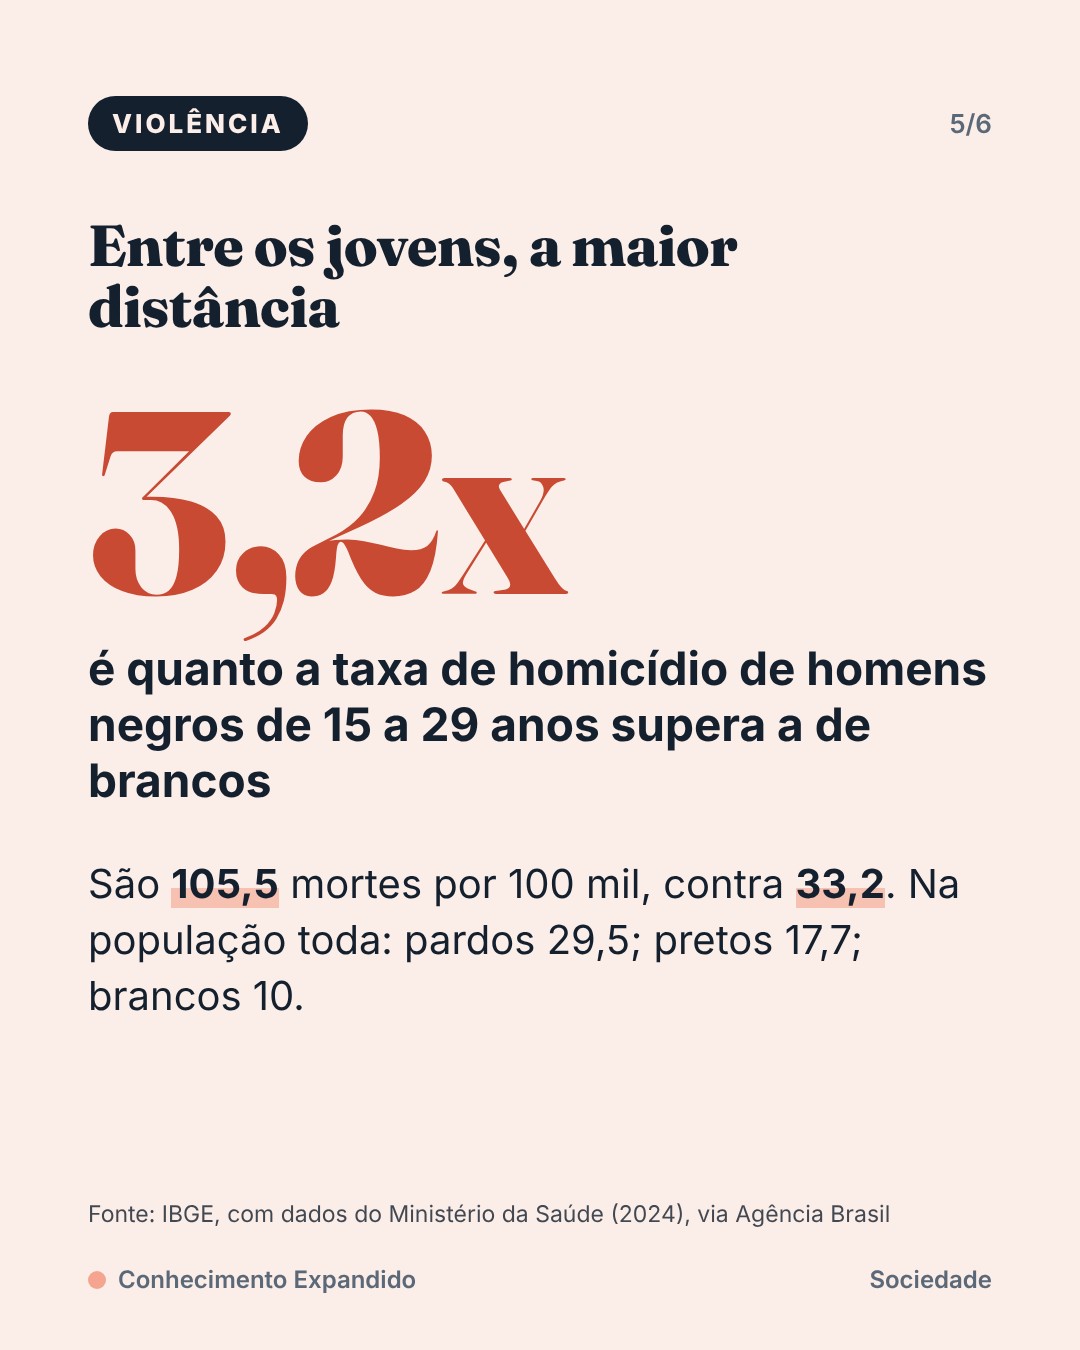 VIOLÊNCIA
5/6
Entre os jovens, a maior
distância
3,2x
é quanto a taxa de homicídio de homens
negros de 15 a 29 anos supera a de
brancos
São 105,5 mortes por 100 mil, contra 33,2. Na
população toda: pardos 29,5; pretos 17,7;
brancos 10.
Fonte: IBGE, com dados do Ministério da Saúde (2024), via Agência Brasil
Conhecimento Expandido
Sociedade